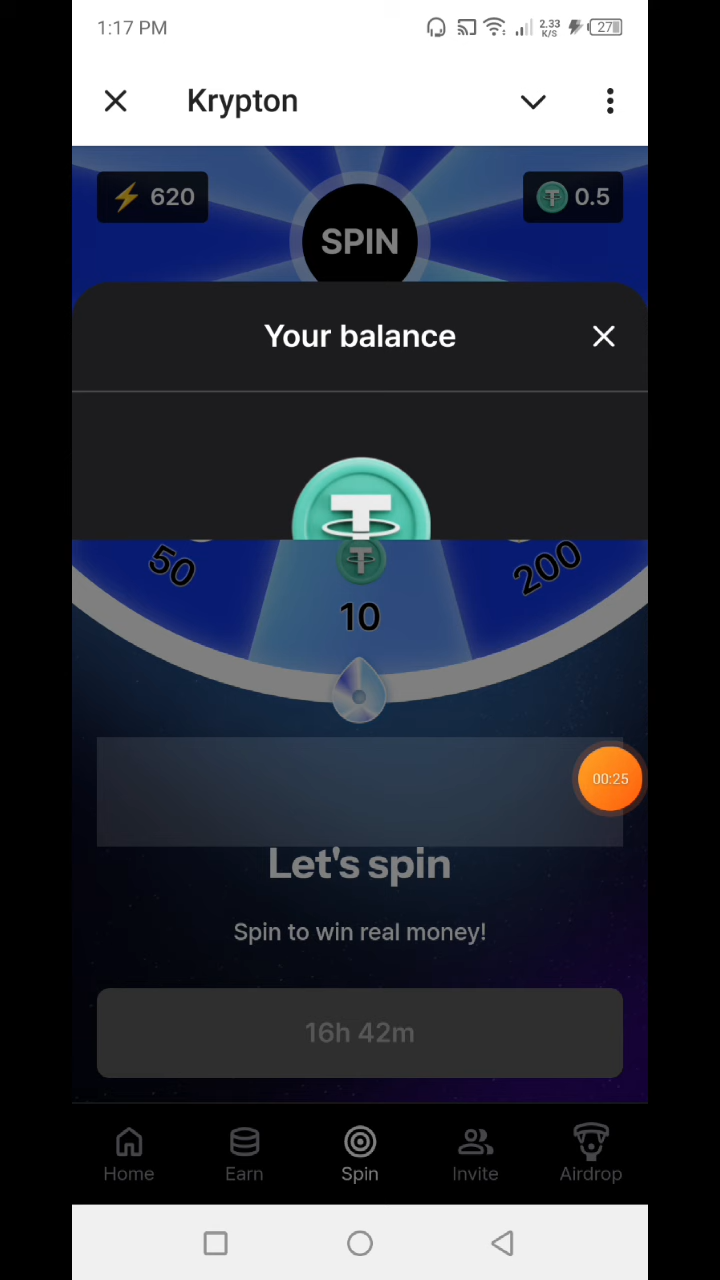 1:17 PM
2.33
K/S
27
Krypton
620
SPIN
0.5
Your balance
50
10
200
00:25
Let's spin
Spin to win real money!
16h 42m
Home
Earn
Spin
Invite
Airdrop